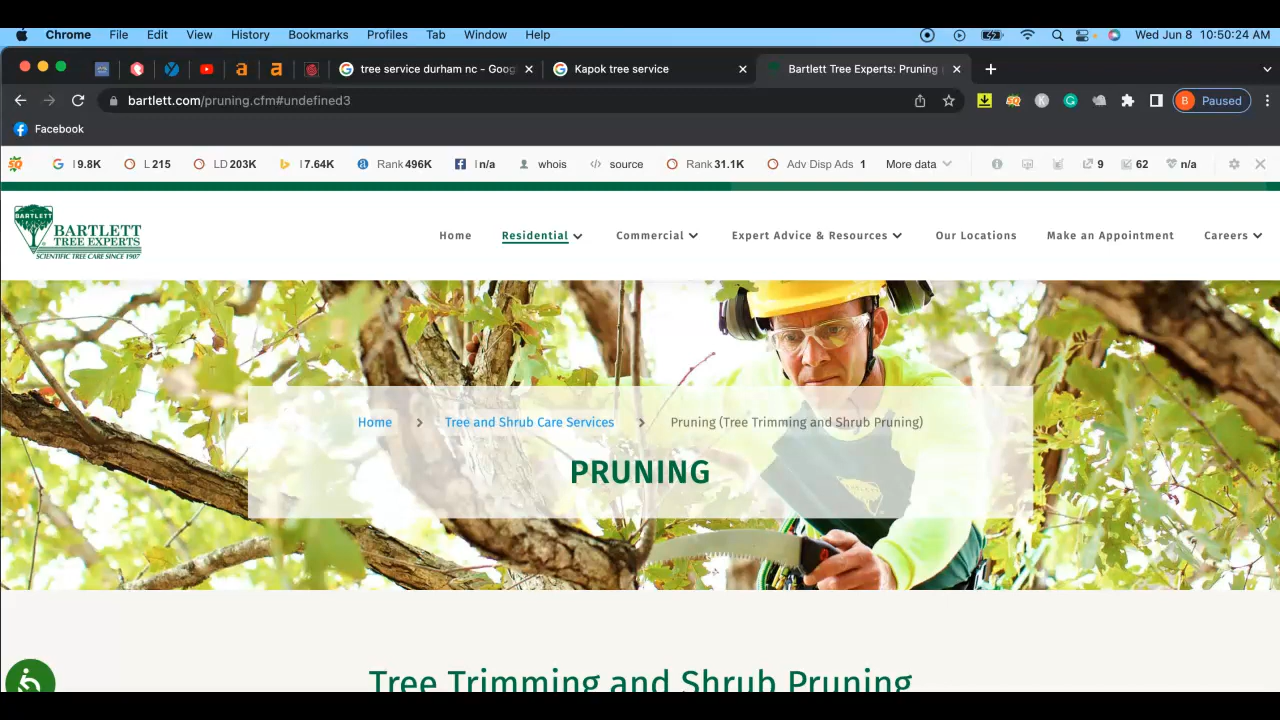 Chrome File Edit View History Bookmarks Profiles Tab Window Help Wed Jun 8 10:50:24 AM
tree service durham nc - Goog Kapok tree service Bartlett Tree Experts: Pruning
bartlett.com/pruning.cfm#undefined3 B Paused
Facebook
I 9.8K L 215 LD 203K I 7.64K Rank 496K I n/a whois source Rank 31.1K Adv Disp Ads 1 More data 9 62 n/a
BARTLETT
BARTLETT
TREE EXPERTS
SCIENTIFIC TREE CARE SINCE 1907
Home Residential Commercial Expert Advice & Resources Our Locations Make an Appointment Careers
Home > Tree and Shrub Care Services > Pruning (Tree Trimming and Shrub Pruning)
PRUNING
Tree Trimming and Shrub Pruning